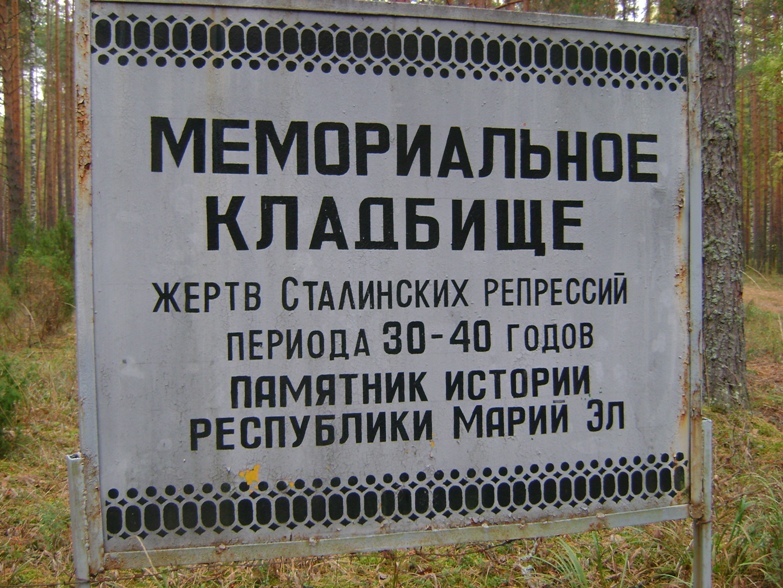 МЕМОРИАЛЬНОЕ
КЛАДБИЩЕ
ЖЕРТВ СТАЛИНСКИХ РЕПРЕССИЙ
ПЕРИОДА 30-40 ГОДОВ
ПАМЯТНИК ИСТОРИИ
РЕСПУБЛИКИ МАРИЙ ЭЛ